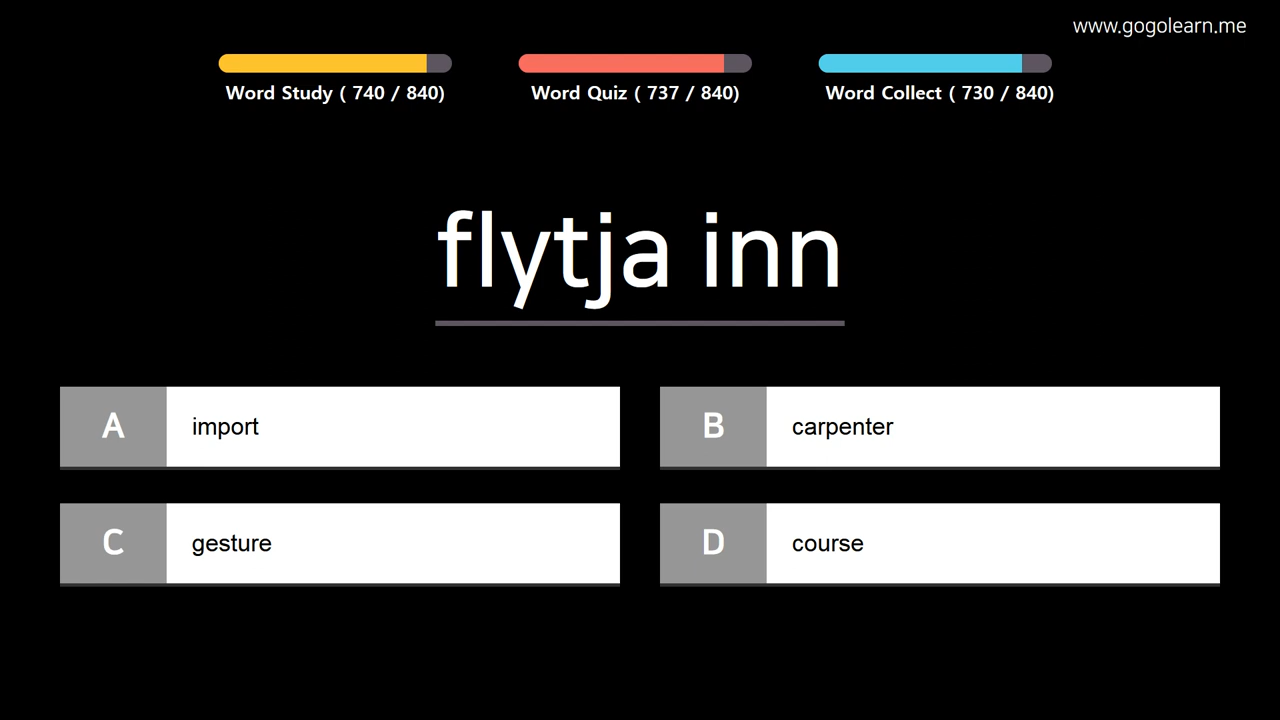 www.gogolearn.me
Word Study ( 740 / 840)
Word Quiz ( 737 / 840)
Word Collect ( 730 / 840)
flytja inn
A import
B carpenter
C gesture
D course